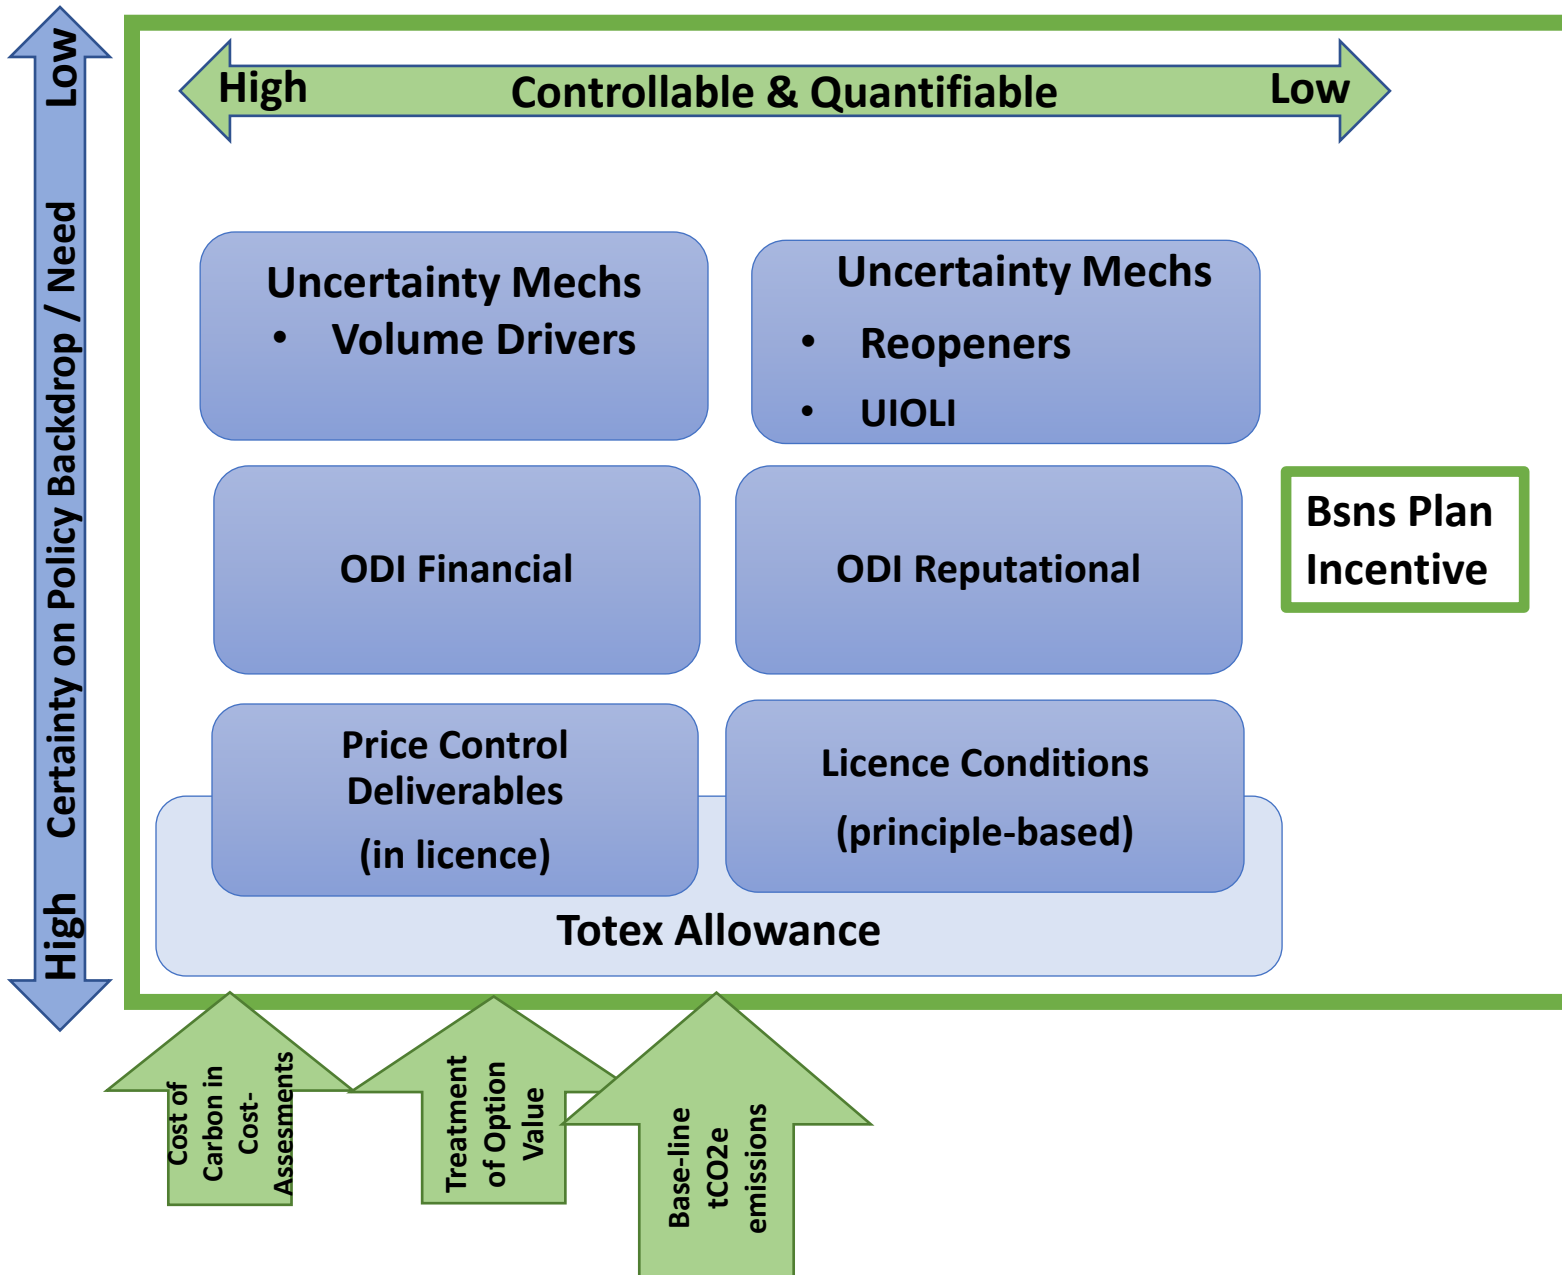 Low
Certainty on Policy Backdrop / Need
High
High
Controllable & Quantifiable
Low
Uncertainty Mechs
• Volume Drivers
Uncertainty Mechs
• Reopeners
• UIOLI
ODI Financial
ODI Reputational
Bsns Plan
Incentive
Price Control
Deliverables
(in licence)
Licence Conditions
(principle-based)
Totex Allowance
Cost of
Carbon in
Cost-
Assesments
Treatment
of Option
Value
Base-line
tCO2e
emissions